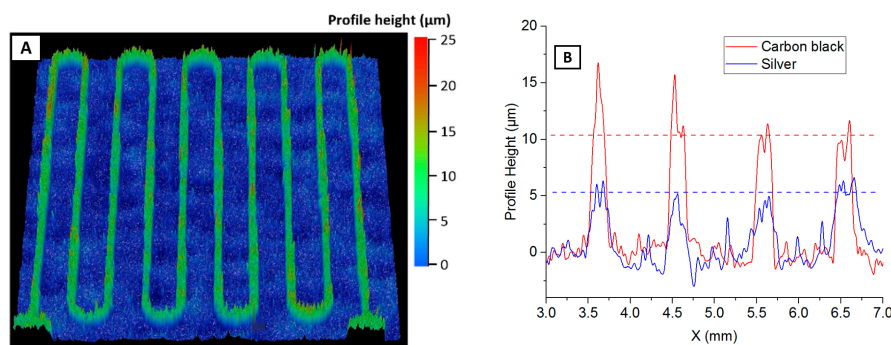 Profile height (µm)
A
25
20
15
10
5
0
B
Carbon black
Silver
20
15
10
5
0
Profile Height (µm)
3.0 3.5 4.0 4.5 5.0 5.5 6.0 6.5 7.0
X (mm)